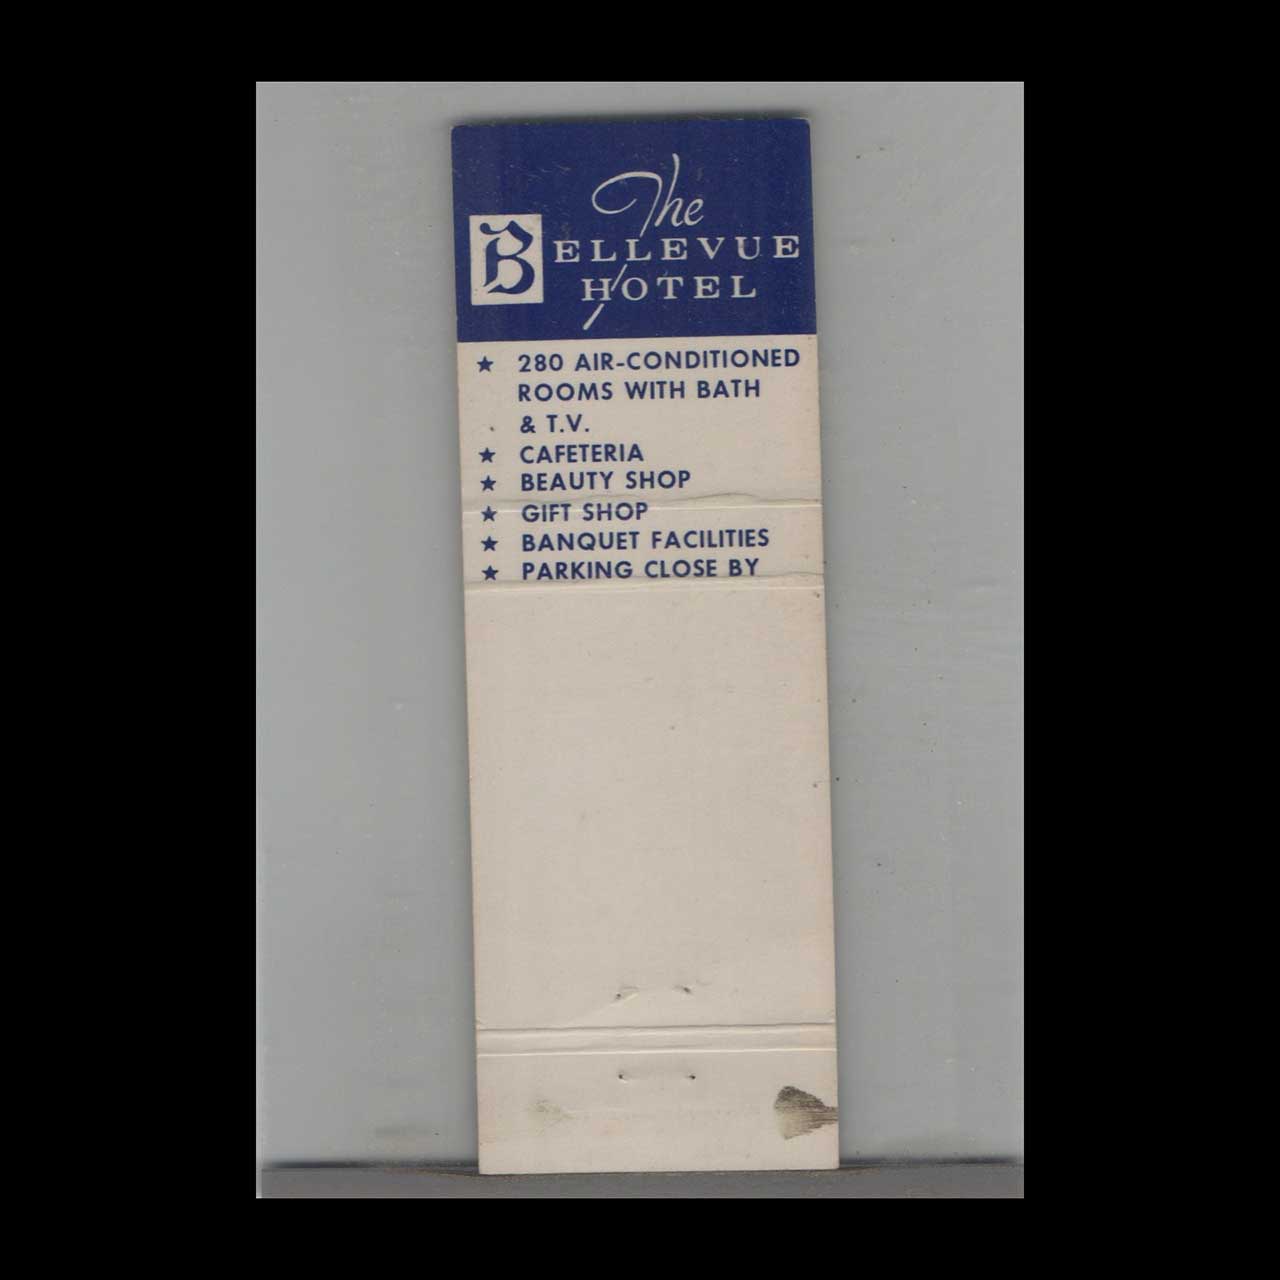 The
BELLEVUE
HOTEL
★ 280 AIR-CONDITIONED
ROOMS WITH BATH
& T.V.
★ CAFETERIA
★ BEAUTY SHOP
★ GIFT SHOP
★ BANQUET FACILITIES
★ PARKING CLOSE BY